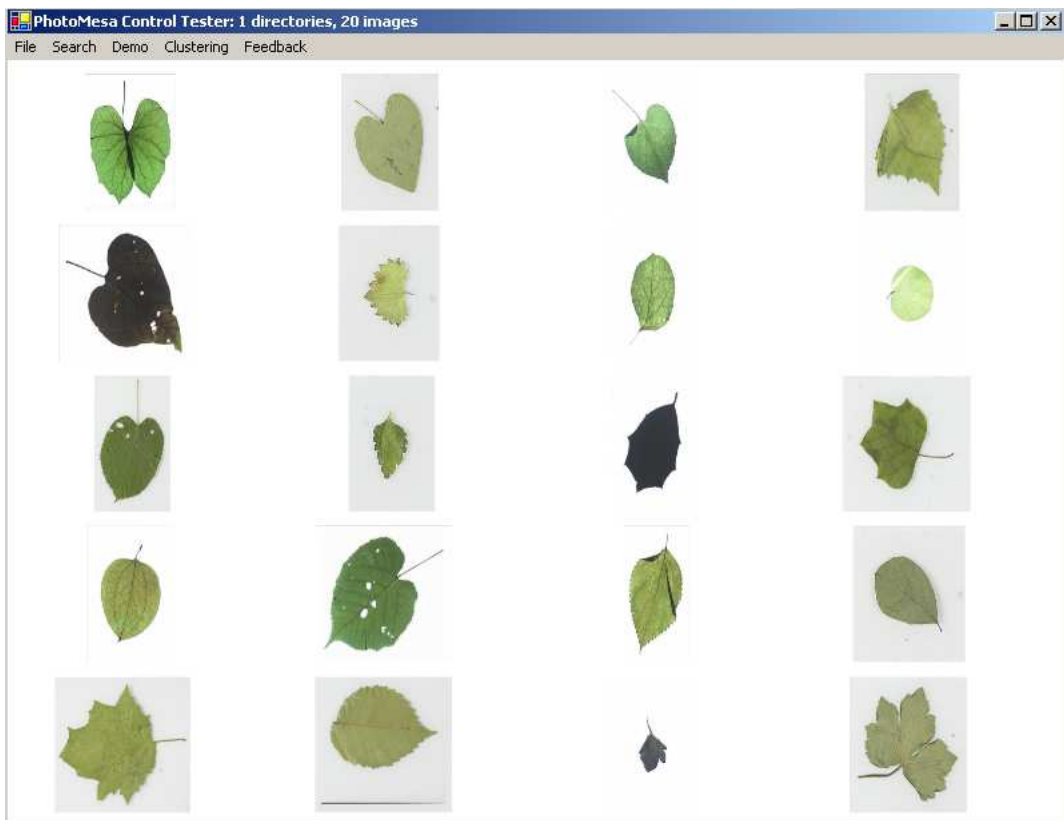 PhotoMesa Control Tester: 1 directories, 20 images
File Search Demo Clustering Feedback